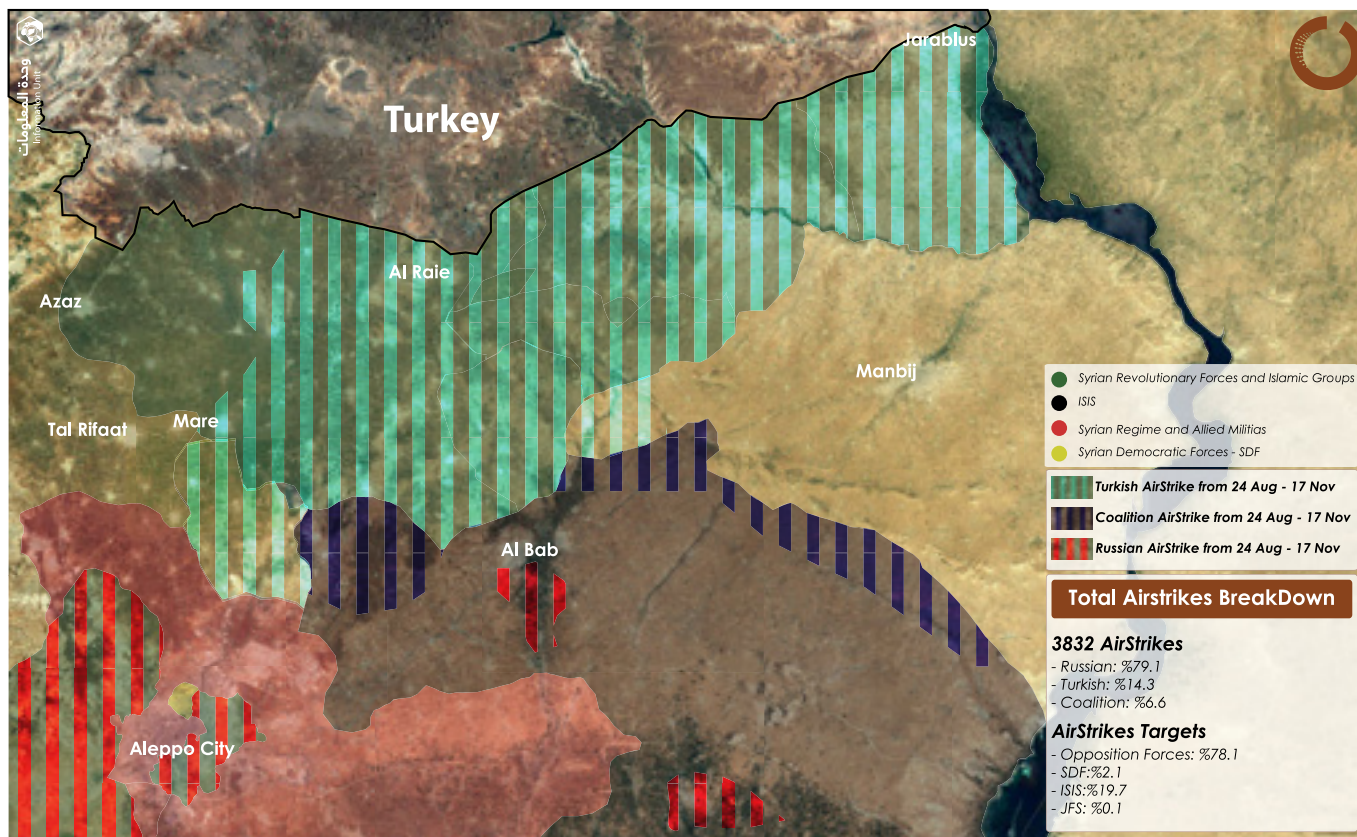 وحدة المعلومات
Information Unit
Turkey
Jarablus
Al Raie
Azaz
Manbij
Mare
Tal Rifaat
Al Bab
Aleppo City
Syrian Revolutionary Forces and Islamic Groups
ISIS
Syrian Regime and Allied Militias
Syrian Democratic Forces - SDF
Turkish AirStrike from 24 Aug - 17 Nov
Coalition AirStrike from 24 Aug - 17 Nov
Russian AirStrike from 24 Aug - 17 Nov
Total Airstrikes BreakDown
3832 AirStrikes
- Russian: %79.1
- Turkish: %14.3
- Coalition: %6.6
AirStrikes Targets
- Opposition Forces: %78.1
- SDF:%2.1
- ISIS:%19.7
- JFS: %0.1